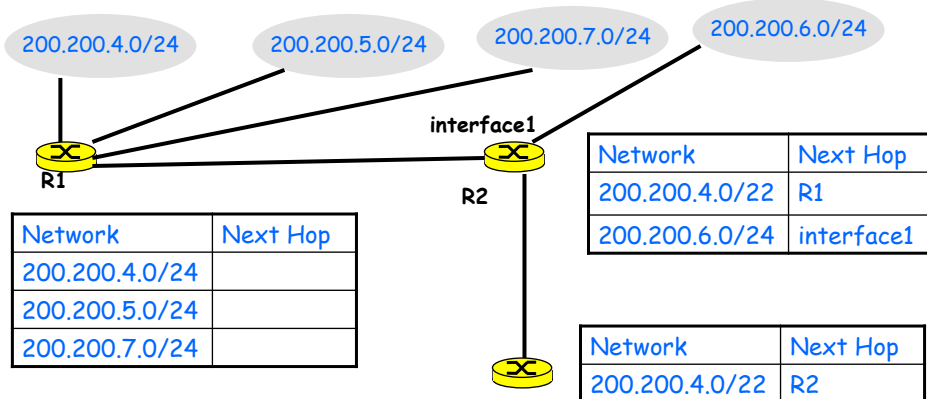 200.200.4.0/24
200.200.5.0/24
200.200.7.0/24
200.200.6.0/24
interface1
R1
R2
Network Next Hop
200.200.4.0/22 R1
200.200.6.0/24 interface1
Network Next Hop
200.200.4.0/24
200.200.5.0/24
200.200.7.0/24
Network Next Hop
200.200.4.0/22 R2